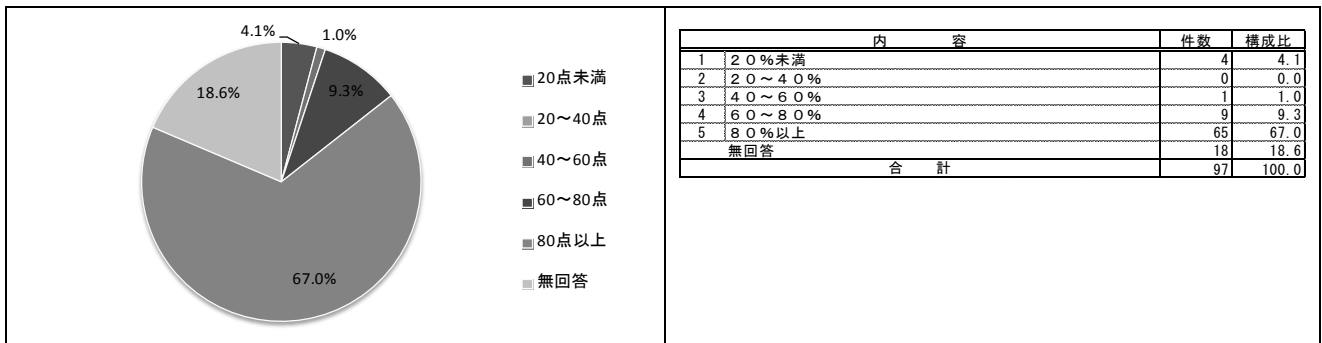 4.1%
1.0%
9.3%
18.6%
67.0%
20点未満
20～40点
40～60点
60～80点
80点以上
無回答
内 容 件数 構成比
1 ２０％未満 4 4.1
2 ２０～４０％ 0 0.0
3 ４０～６０％ 1 1.0
4 ６０～８０％ 9 9.3
5 ８０％以上 65 67.0
無回答 18 18.6
合 計 97 100.0